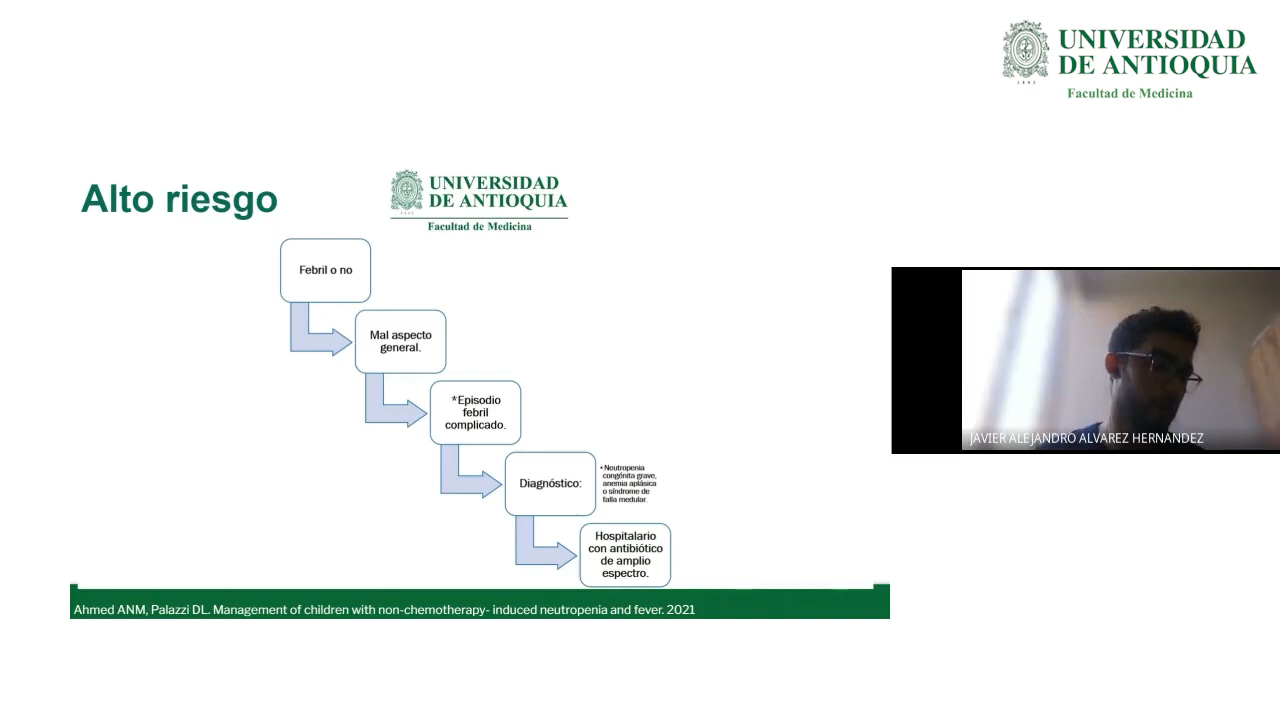 UNIVERSIDAD
DE ANTIOQUIA
1803
Facultad de Medicina
Alto riesgo
UNIVERSIDAD
DE ANTIOQUIA
Facultad de Medicina
Febril o no
Mal aspecto
general.
*Episodio
febril
complicado.
Diagnóstico:
• Neutropenia
congénita grave,
anemia aplásica
o síndrome de
falla medular.
Hospitalario
con antibiótico
de amplio
espectro.
JAVIER ALEJANDRO ALVAREZ HERNANDEZ
Ahmed ANM, Palazzi DL. Management of children with non-chemotherapy- induced neutropenia and fever. 2021